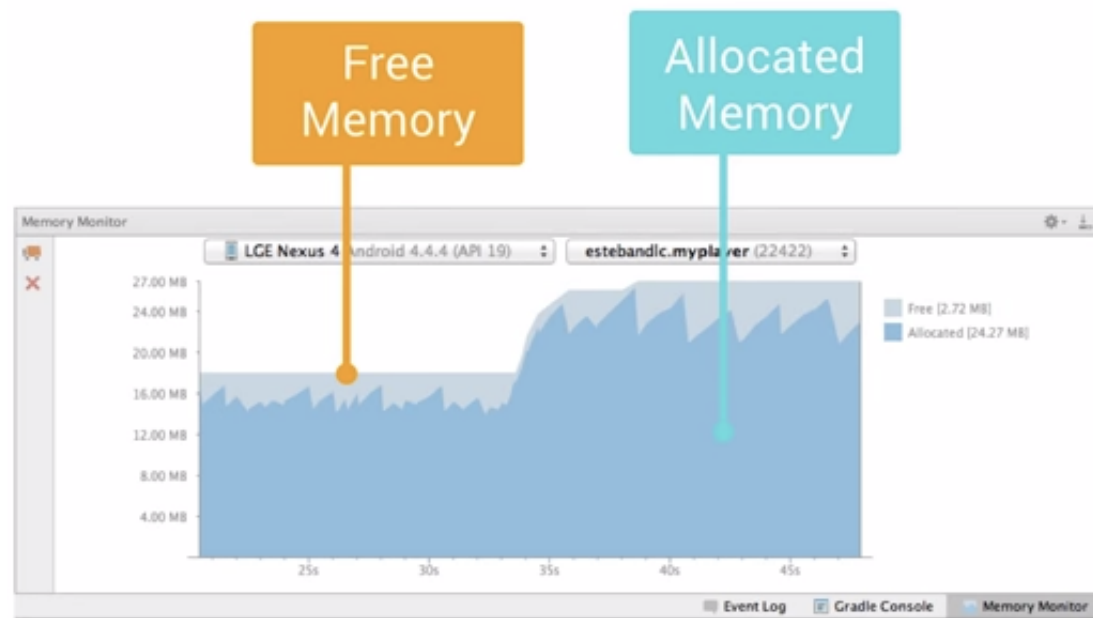 Free
Memory
Allocated
Memory
Memory Monitor
LGE Nexus 4 Android 4.4.4 (API 19)
estebandlc.myplayer (22422)
27.00 MB
24.00 MB
20.00 MB
16.00 MB
12.00 MB
8.00 MB
4.00 MB
Free [2.72 MB]
Allocated [24.27 MB]
25s
30s
35s
40s
45s
Event Log
Gradle Console
Memory Monitor